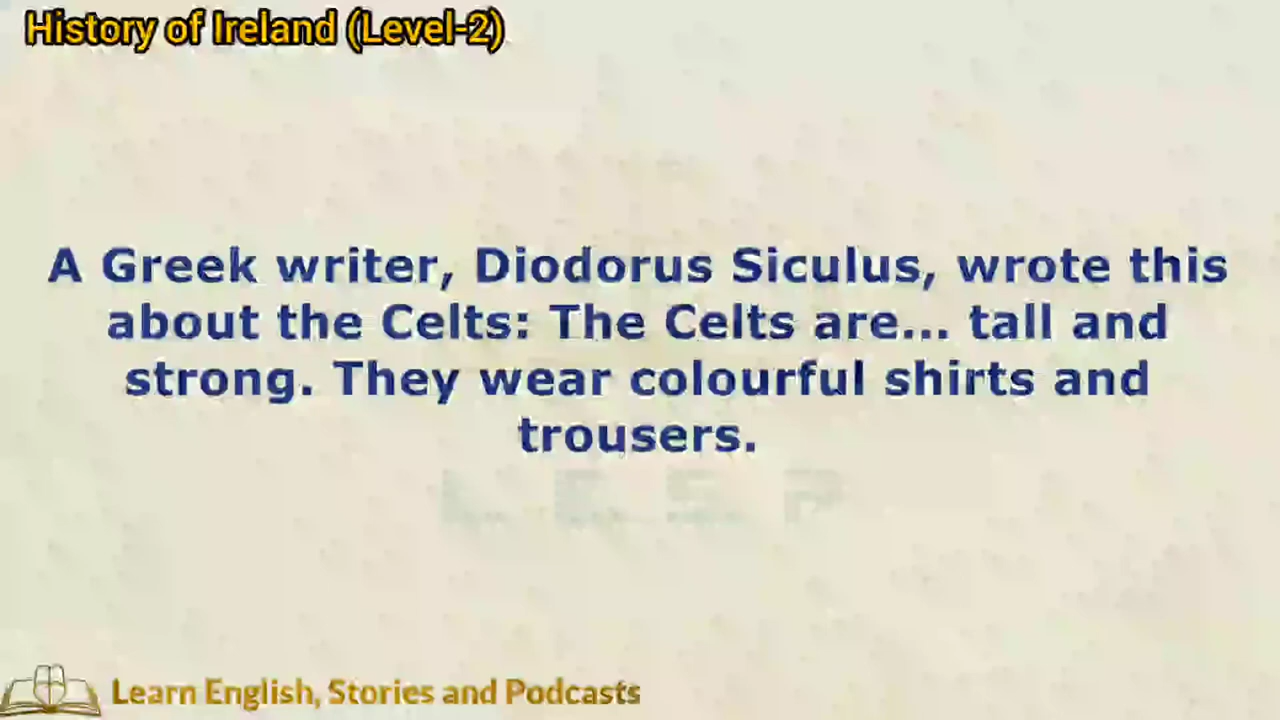 History of Ireland (Level-2)
A Greek writer, Diodorus Siculus, wrote this
about the Celts: The Celts are... tall and
strong. They wear colourful shirts and
trousers.
L E S P
Learn English, Stories and Podcasts